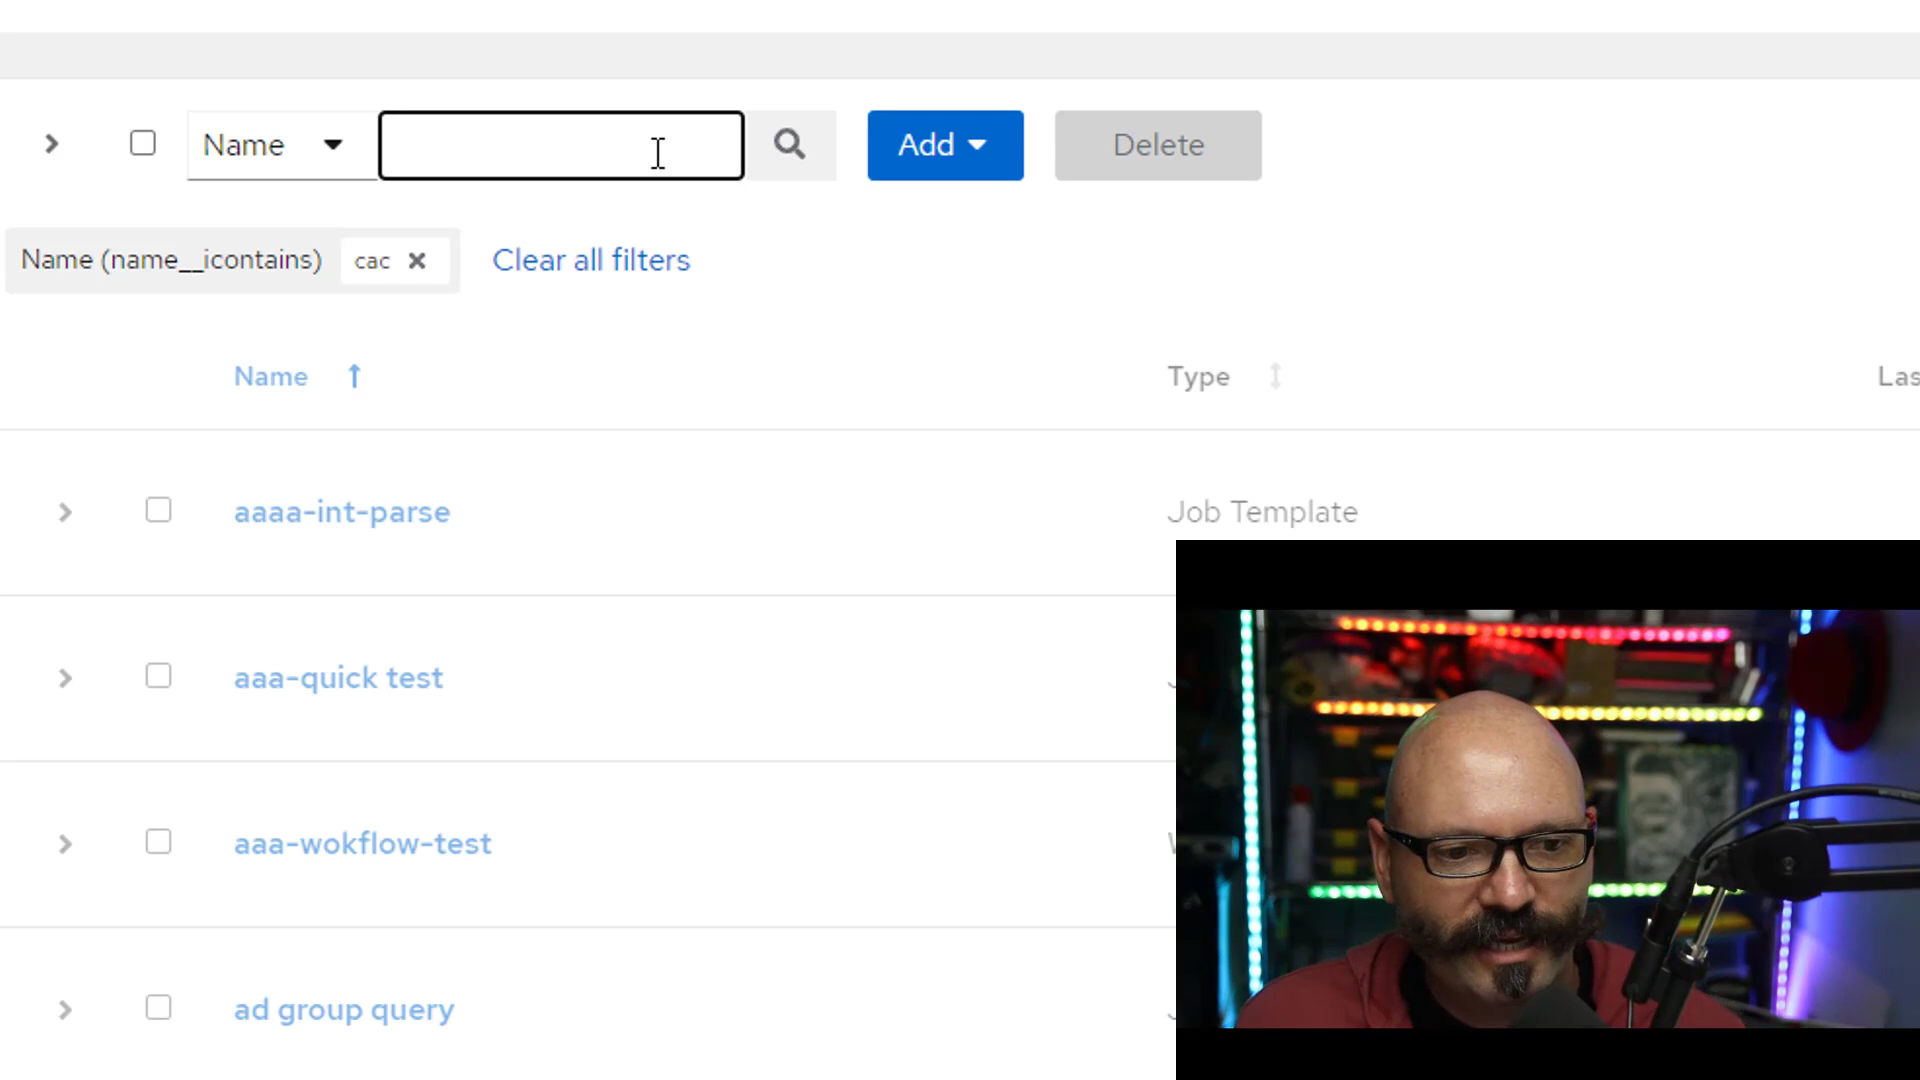 Name Add Delete
Name (name__icontains) cac Clear all filters
Name Type Las
aaaa-int-parse Job Template
aaa-quick test
aaa-wokflow-test
ad group query